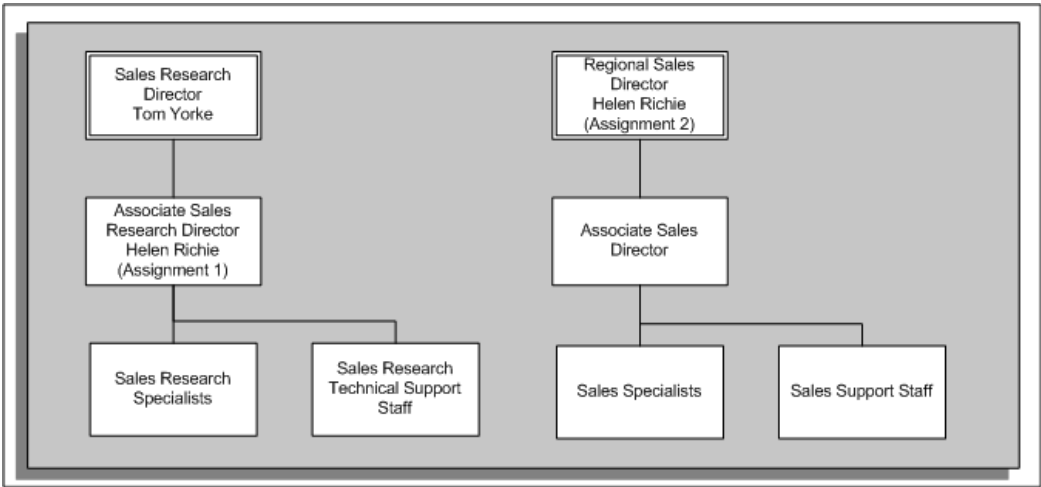 Sales Research
Director
Tom Yorke
Regional Sales
Director
Helen Richie
(Assignment 2)
Associate Sales
Research Director
Helen Richie
(Assignment 1)
Associate Sales
Director
Sales Research
Specialists
Sales Research
Technical Support
Staff
Sales Specialists
Sales Support Staff